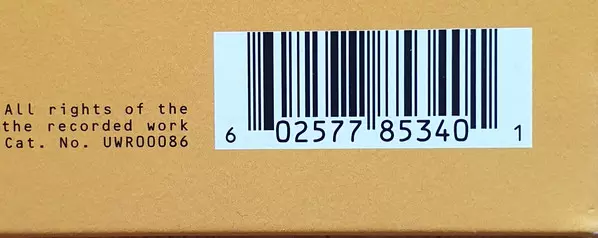 All rights of the
the recorded work
Cat. No. UWR00086
6 02577 85340 1